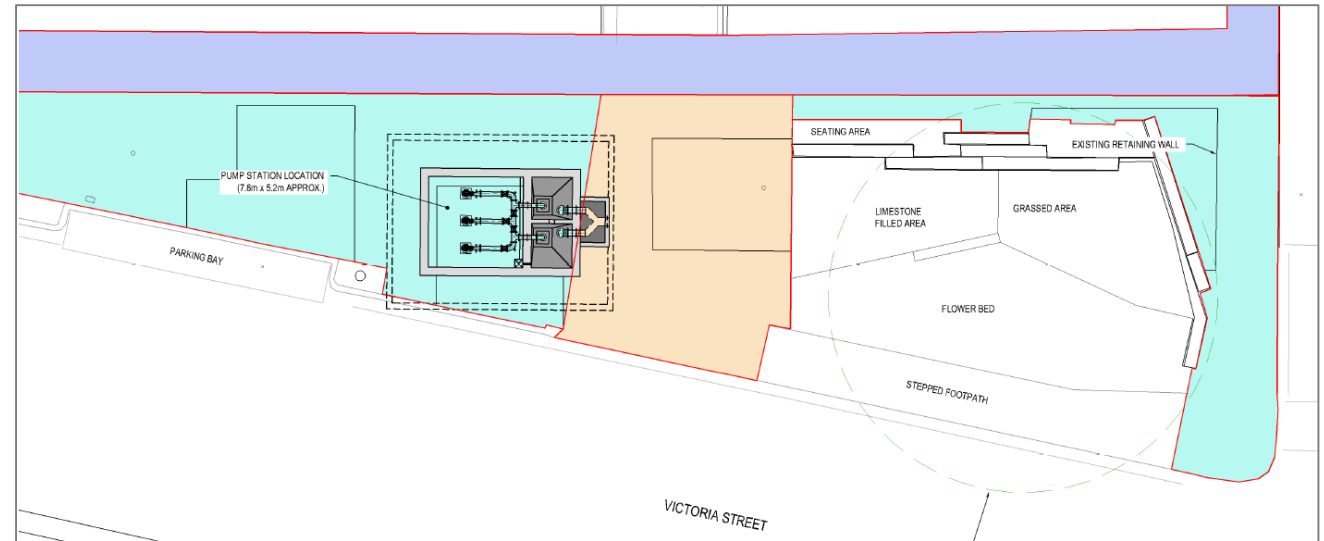 SEATING AREA
EXISTING RETAINING WALL
PUMP STATION LOCATION
(7.8m x 5.2m APPROX.)
LIMESTONE
FILLED AREA
GRASSED AREA
PARKING BAY
FLOWER BED
STEPPED FOOTPATH
VICTORIA STREET